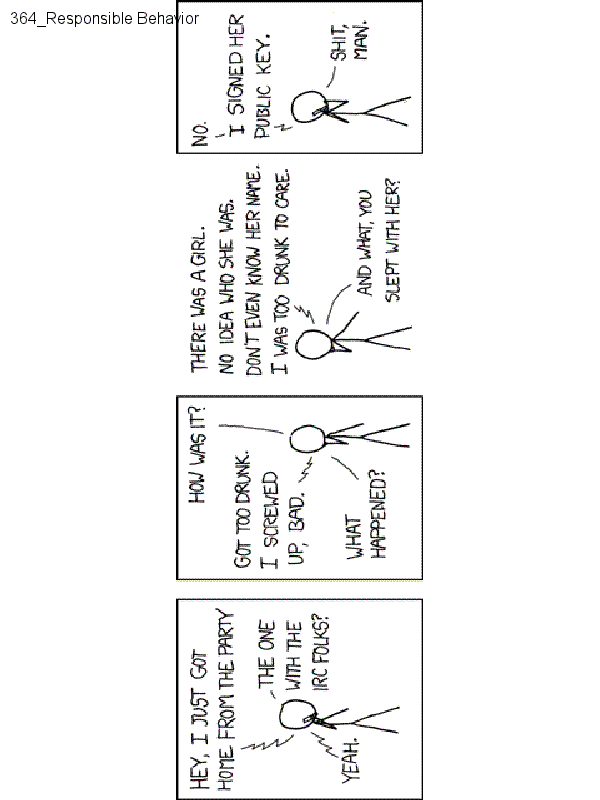 364_Responsible Behavior
HEY, I JUST GOT
HOME FROM THE PARTY
THE ONE
WITH THE
IRC FOLKS?
YEAH.
HOW WAS IT?
GOT TOO DRUNK.
I SCREWED
UP, BAD.
WHAT
HAPPENED?
THERE WAS A GIRL.
NO IDEA WHO SHE WAS.
DON'T EVEN KNOW HER NAME.
I WAS TOO DRUNK TO CARE.
AND WHAT, YOU
SLEPT WITH HER?
NO.
I SIGNED HER
PUBLIC KEY.
SHIT,
MAN.